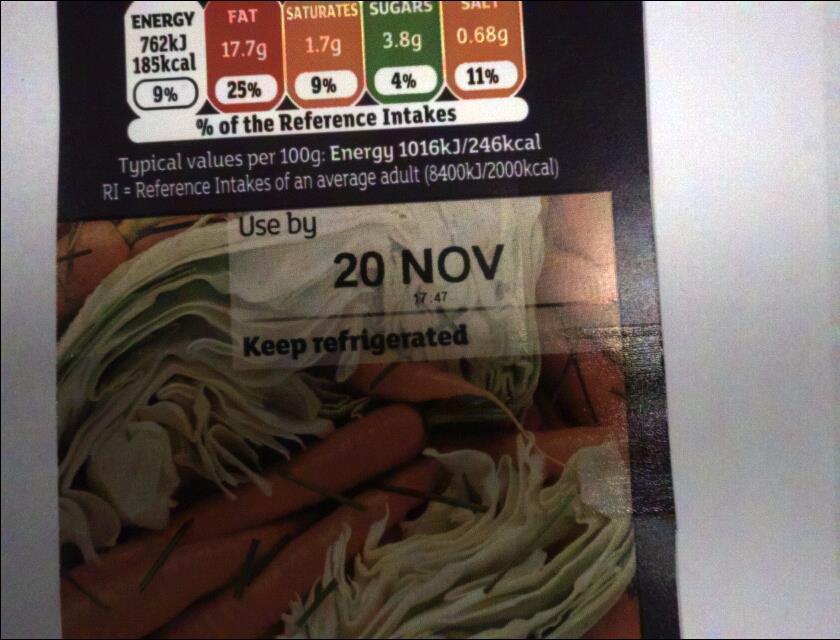 ENERGY
762kJ
185kcal
9%
FAT
17.7g
25%
SATURATES
1.7g
9%
SUGARS
3.8g
4%
SALT
0.68g
11%
% of the Reference Intakes
Typical values per 100g: Energy 1016kJ/246kcal
RI = Reference Intakes of an average adult (8400kJ/2000kcal)
Use by
20 NOV
17:47
Keep refrigerated